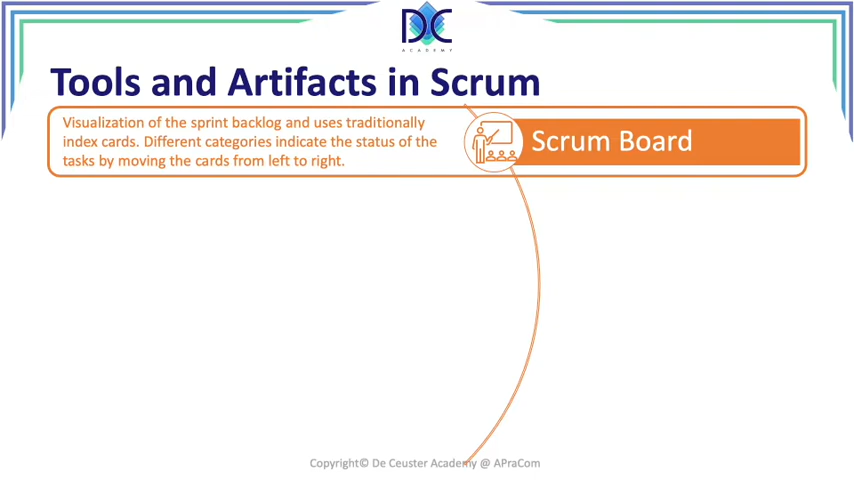 DC
ACADEMY
Tools and Artifacts in Scrum
Visualization of the sprint backlog and uses traditionally
index cards. Different categories indicate the status of the
tasks by moving the cards from left to right.
Scrum Board
Copyright© De Ceuster Academy @ APraCom